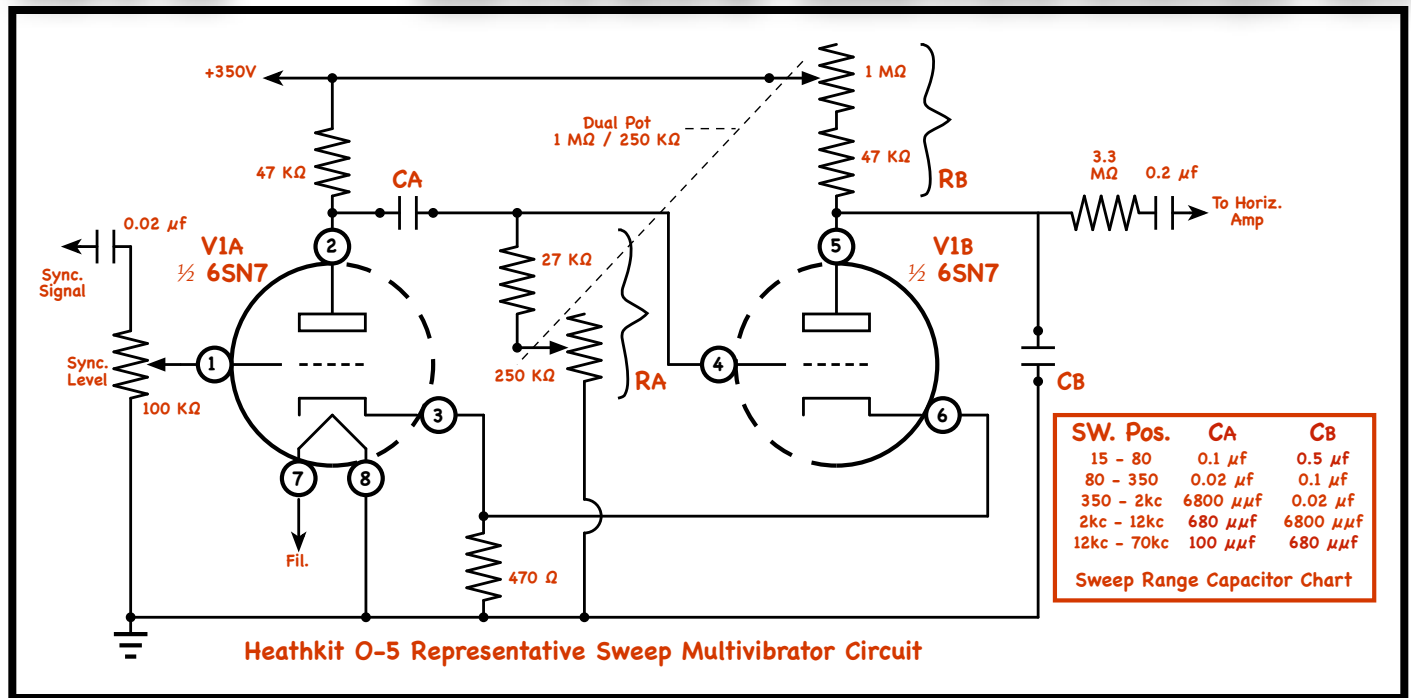 +350V
1 MΩ
Dual Pot
1 MΩ / 250 KΩ
47 KΩ
47 KΩ
CA
RB
3.3
MΩ
0.2 µf
To Horiz.
Amp
0.02 µf
Sync.
Signal
V1A
½ 6SN7
2
27 KΩ
5
V1B
½ 6SN7
Sync.
Level
100 KΩ
1
250 KΩ
RA
4
CB
3
6
7
8
Fil.
470 Ω
SW. Pos. CA CB
15 - 80 0.1 µf 0.5 µf
80 - 350 0.02 µf 0.1 µf
350 - 2kc 6800 µµf 0.02 µf
2kc - 12kc 680 µµf 6800 µµf
12kc - 70kc 100 µµf 680 µµf
Sweep Range Capacitor Chart
Heathkit O-5 Representative Sweep Multivibrator Circuit